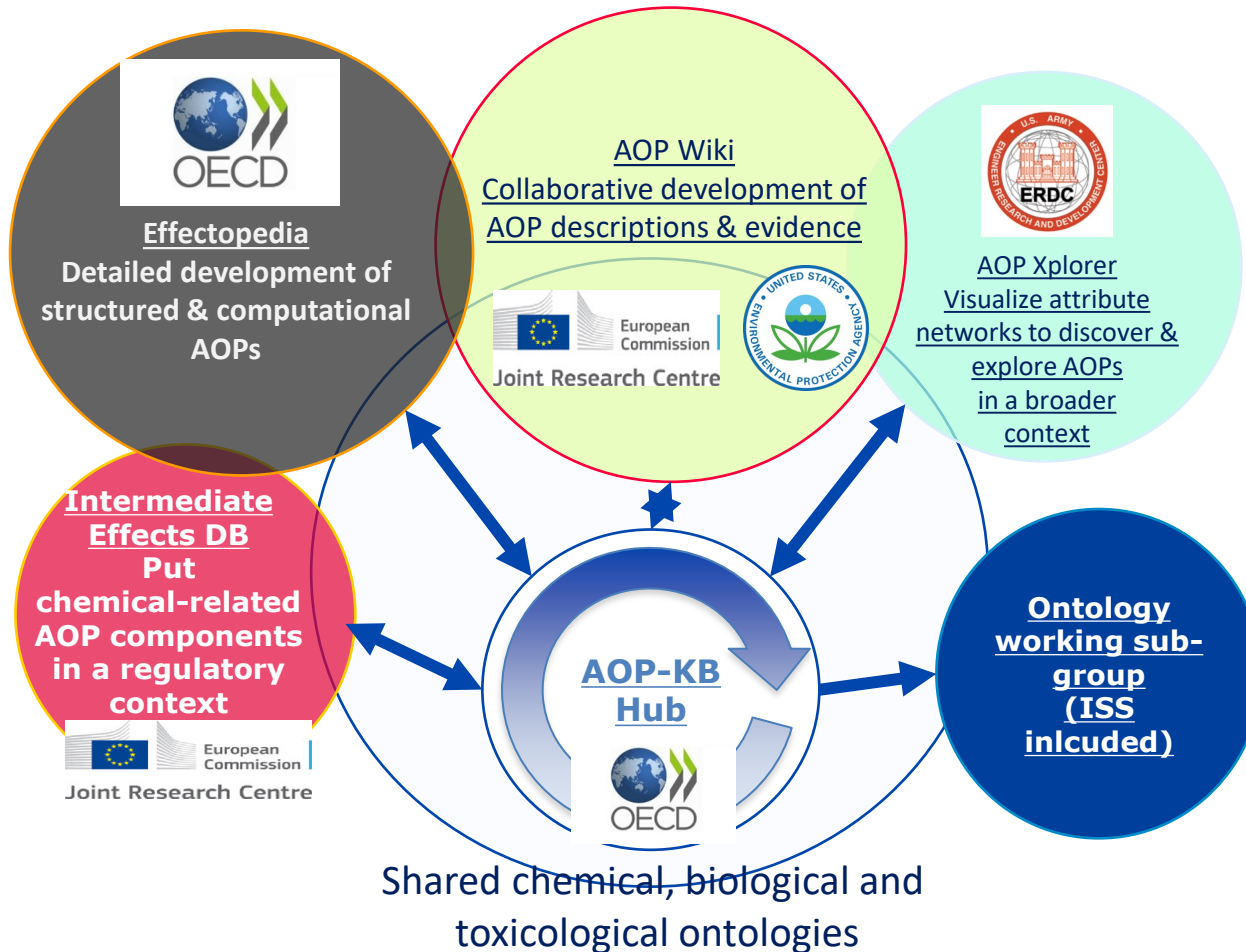 OECD
Effectopedia
Detailed development of
structured & computational
AOPs
AOP Wiki
Collaborative development of
AOP descriptions & evidence
European
Commission
Joint Research Centre
UNITED STATES
ENVIRONMENTAL PROTECTION AGENCY
U.S. ARMY
ENGINEER RESEARCH AND DEVELOPMENT CENTER
ERDC
AOP Xplorer
Visualize attribute
networks to discover &
explore AOPs
in a broader
context
Intermediate
Effects DB
Put
chemical-related
AOP components
in a regulatory
context
European
Commission
Joint Research Centre
AOP-KB
Hub
OECD
Ontology
working sub-
group
(ISS
inlcuded)
Shared chemical, biological and
toxicological ontologies